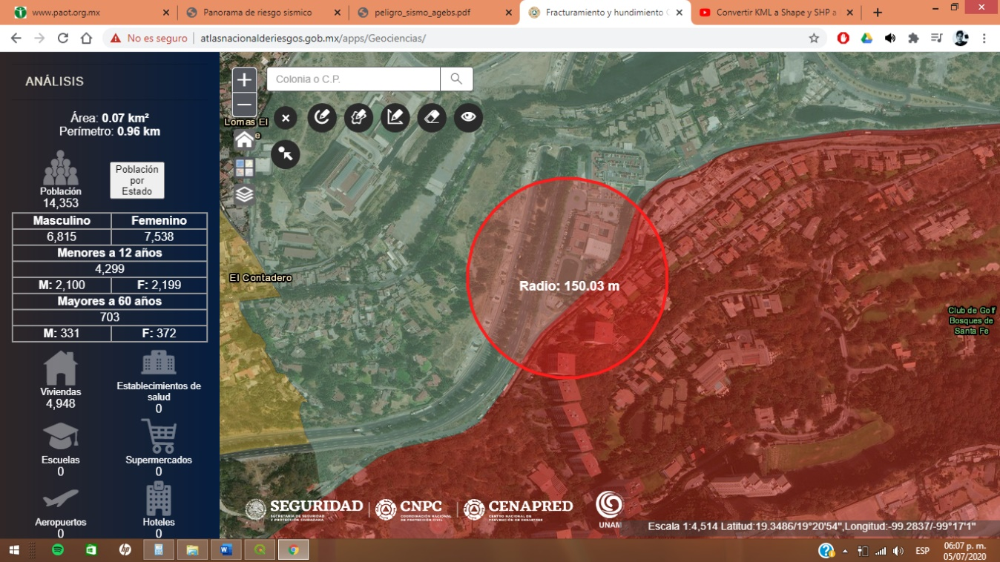 www.paot.org.mx
Panorama de riesgo sismico
peligro_sismo_agebs.pdf
Fracturamiento y hundimiento
Convertir KML a Shape y SHP a
No es seguro
atlasnacionalderiesgos.gob.mx/apps/Geociencias/
ANÁLISIS
Área: 0.07 km²
Perímetro: 0.96 km
Población
14,353
Población
por
Estado
Masculino Femenino
6,815 7,538
Menores a 12 años
4,299
M: 2,100 F: 2,199
Mayores a 60 años
703
M: 331 F: 372
Viviendas
4,948
Establecimientos de
salud
0
Escuelas
0
Supermercados
0
Aeropuertos
0
Hoteles
0
Colonia o C.P.
Lomas El
El Contadero
Radio: 150.03 m
Club de Golf
Bosques de
Santa Fe
SEGURIDAD
SECRETARÍA DE SEGURIDAD
Y PROTECCIÓN CIUDADANA
CNPC
COORDINACIÓN NACIONAL
DE PROTECCIÓN CIVIL
CENAPRED
CENTRO NACIONAL DE
PREVENCIÓN DE DESASTRES
UNAM
Escala 1:4,514 Latitud:19.3486/19°20'54",Longitud:-99.2837/-99°17'1"
ESP
06:07 p. m.
05/07/2020